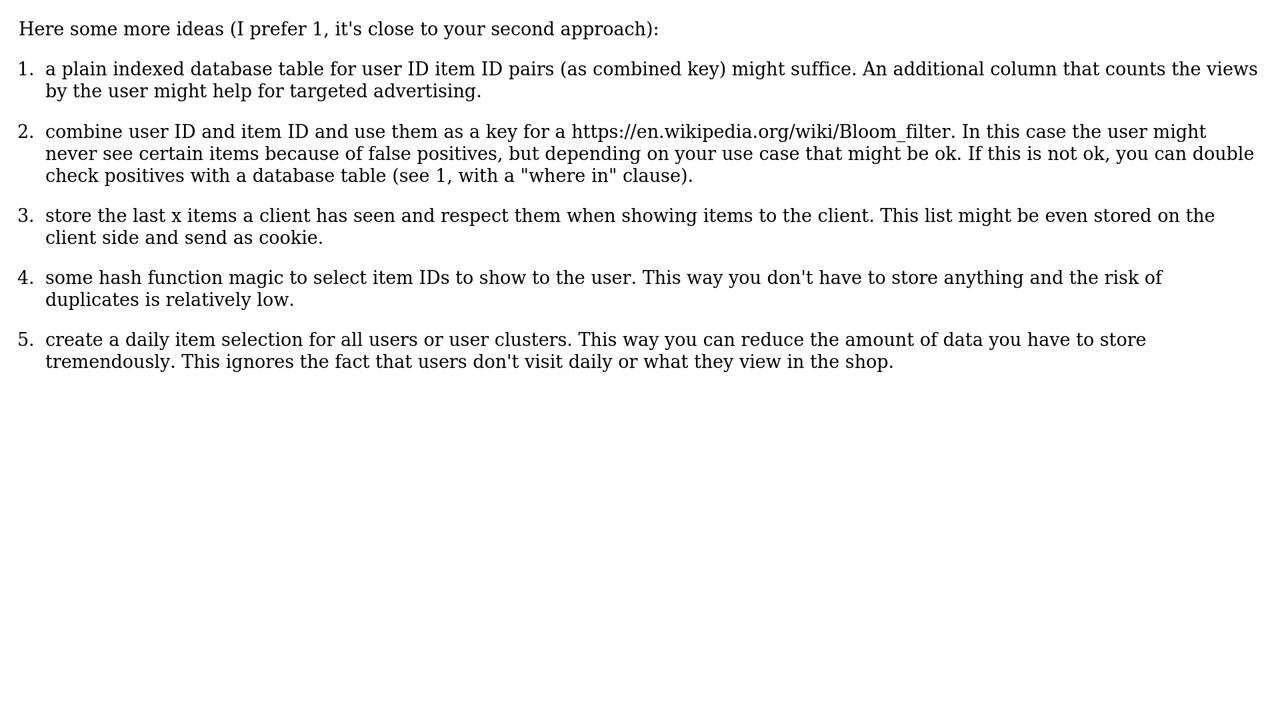 Here some more ideas (I prefer 1, it's close to your second approach):
1. a plain indexed database table for user ID item ID pairs (as combined key) might suffice. An additional column that counts the views
by the user might help for targeted advertising.
2. combine user ID and item ID and use them as a key for a https://en.wikipedia.org/wiki/Bloom_filter. In this case the user might
never see certain items because of false positives, but depending on your use case that might be ok. If this is not ok, you can double
check positives with a database table (see 1, with a "where in" clause).
3. store the last x items a client has seen and respect them when showing items to the client. This list might be even stored on the
client side and send as cookie.
4. some hash function magic to select item IDs to show to the user. This way you don't have to store anything and the risk of
duplicates is relatively low.
5. create a daily item selection for all users or user clusters. This way you can reduce the amount of data you have to store
tremendously. This ignores the fact that users don't visit daily or what they view in the shop.